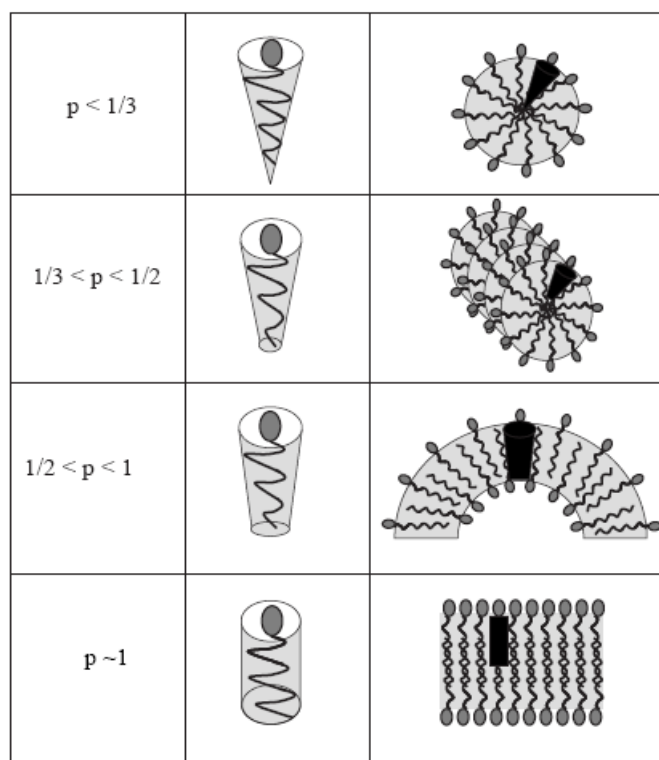 p < 1/3
1/3 < p < 1/2
1/2 < p < 1
p ~1